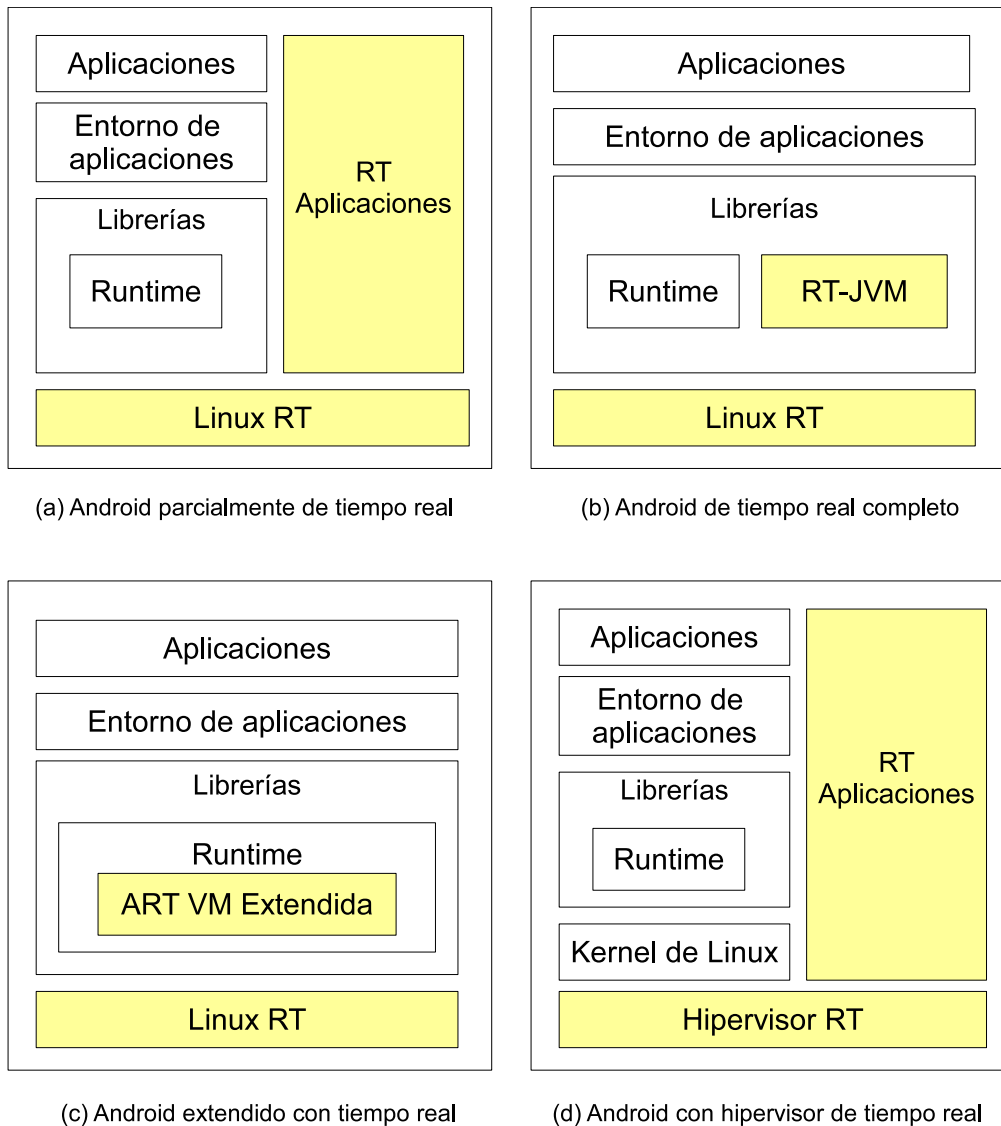 Aplicaciones
Entorno de
aplicaciones
Librerías
Runtime
RT
Aplicaciones
Linux RT
(a) Android parcialmente de tiempo real
Aplicaciones
Entorno de aplicaciones
Librerías
Runtime
RT-JVM
Linux RT
(b) Android de tiempo real completo
Aplicaciones
Entorno de aplicaciones
Librerías
Runtime
ART VM Extendida
Linux RT
(c) Android extendido con tiempo real
Aplicaciones
Entorno de
aplicaciones
Librerías
Runtime
Kernel de Linux
RT
Aplicaciones
Hipervisor RT
(d) Android con hipervisor de tiempo real